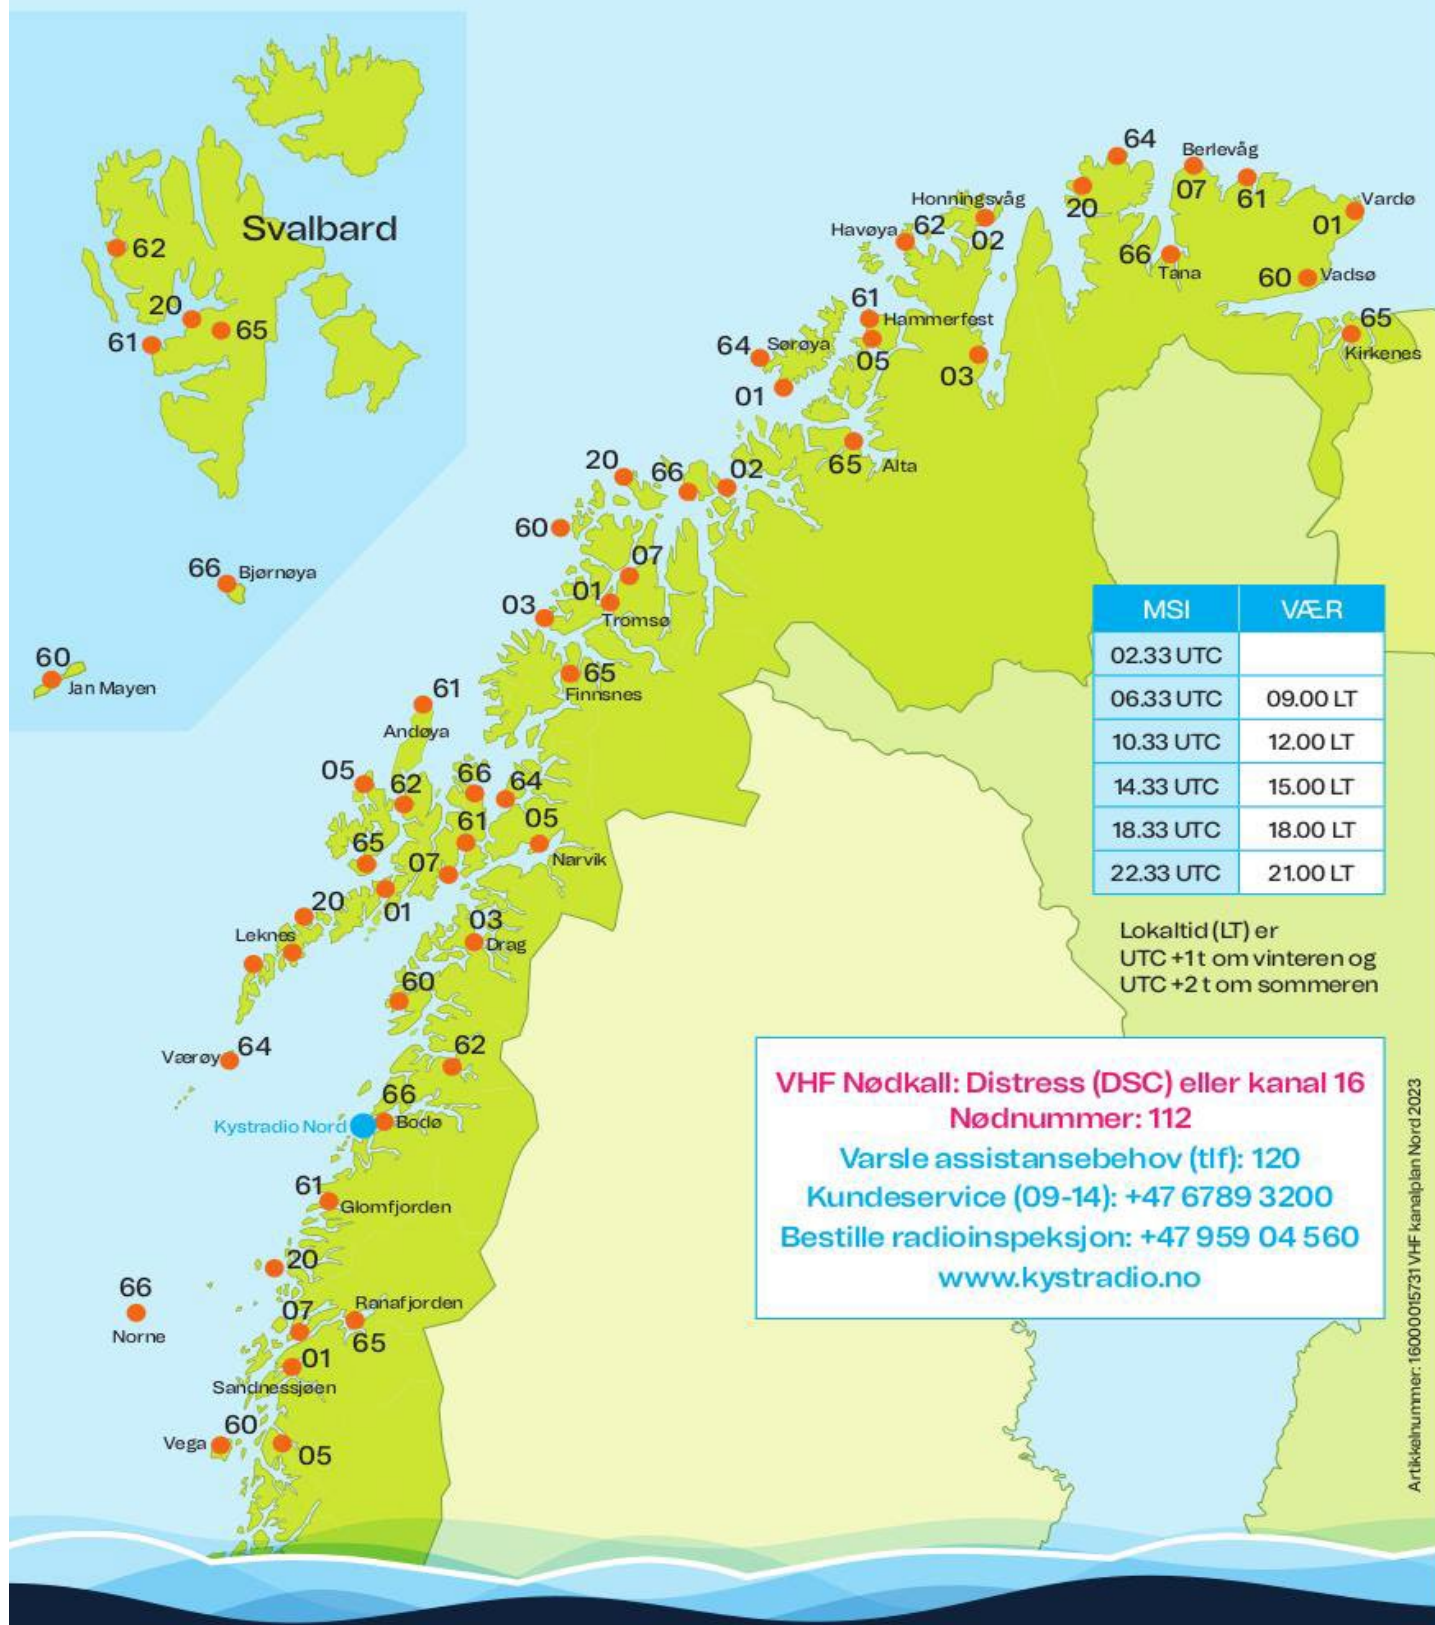 Svalbard
62
20
61
65
66
Bjørnøya
60
Jan Mayen
64
20
Berlevåg
07
61
Vardø
01
Honningsvåg
02
Havøya
62
66
Tana
60
Vadsø
65
Kirkenes
61
Hammerfest
05
64
Sørøya
01
03
65
Alta
20
66
02
60
07
01
Tromsø
03
65
Finnsnes
61
Andøya
05
62
66
64
61
05
Narvik
65
07
01
20
Leknes
03
Drag
60
Værøy
64
62
66
Bodø
Kystradio Nord
61
Glomfjorden
20
66
Norne
07
Ranafjorden
65
01
Sandnessjøen
60
Vega
05
MSI VÆR
02.33 UTC
06.33 UTC 09.00 LT
10.33 UTC 12.00 LT
14.33 UTC 15.00 LT
18.33 UTC 18.00 LT
22.33 UTC 21.00 LT
Lokaltid (LT) er
UTC +1 t om vinteren og
UTC +2 t om sommeren
VHF Nødkall: Distress (DSC) eller kanal 16
Nødnummer: 112
Varsle assistansebehov (tlf): 120
Kundeservice (09-14): +47 6789 3200
Bestille radioinspeksjon: +47 959 04 560
www.kystradio.no
Artikkelnummer: 16000015731 VHF kanalplan Nord 2023